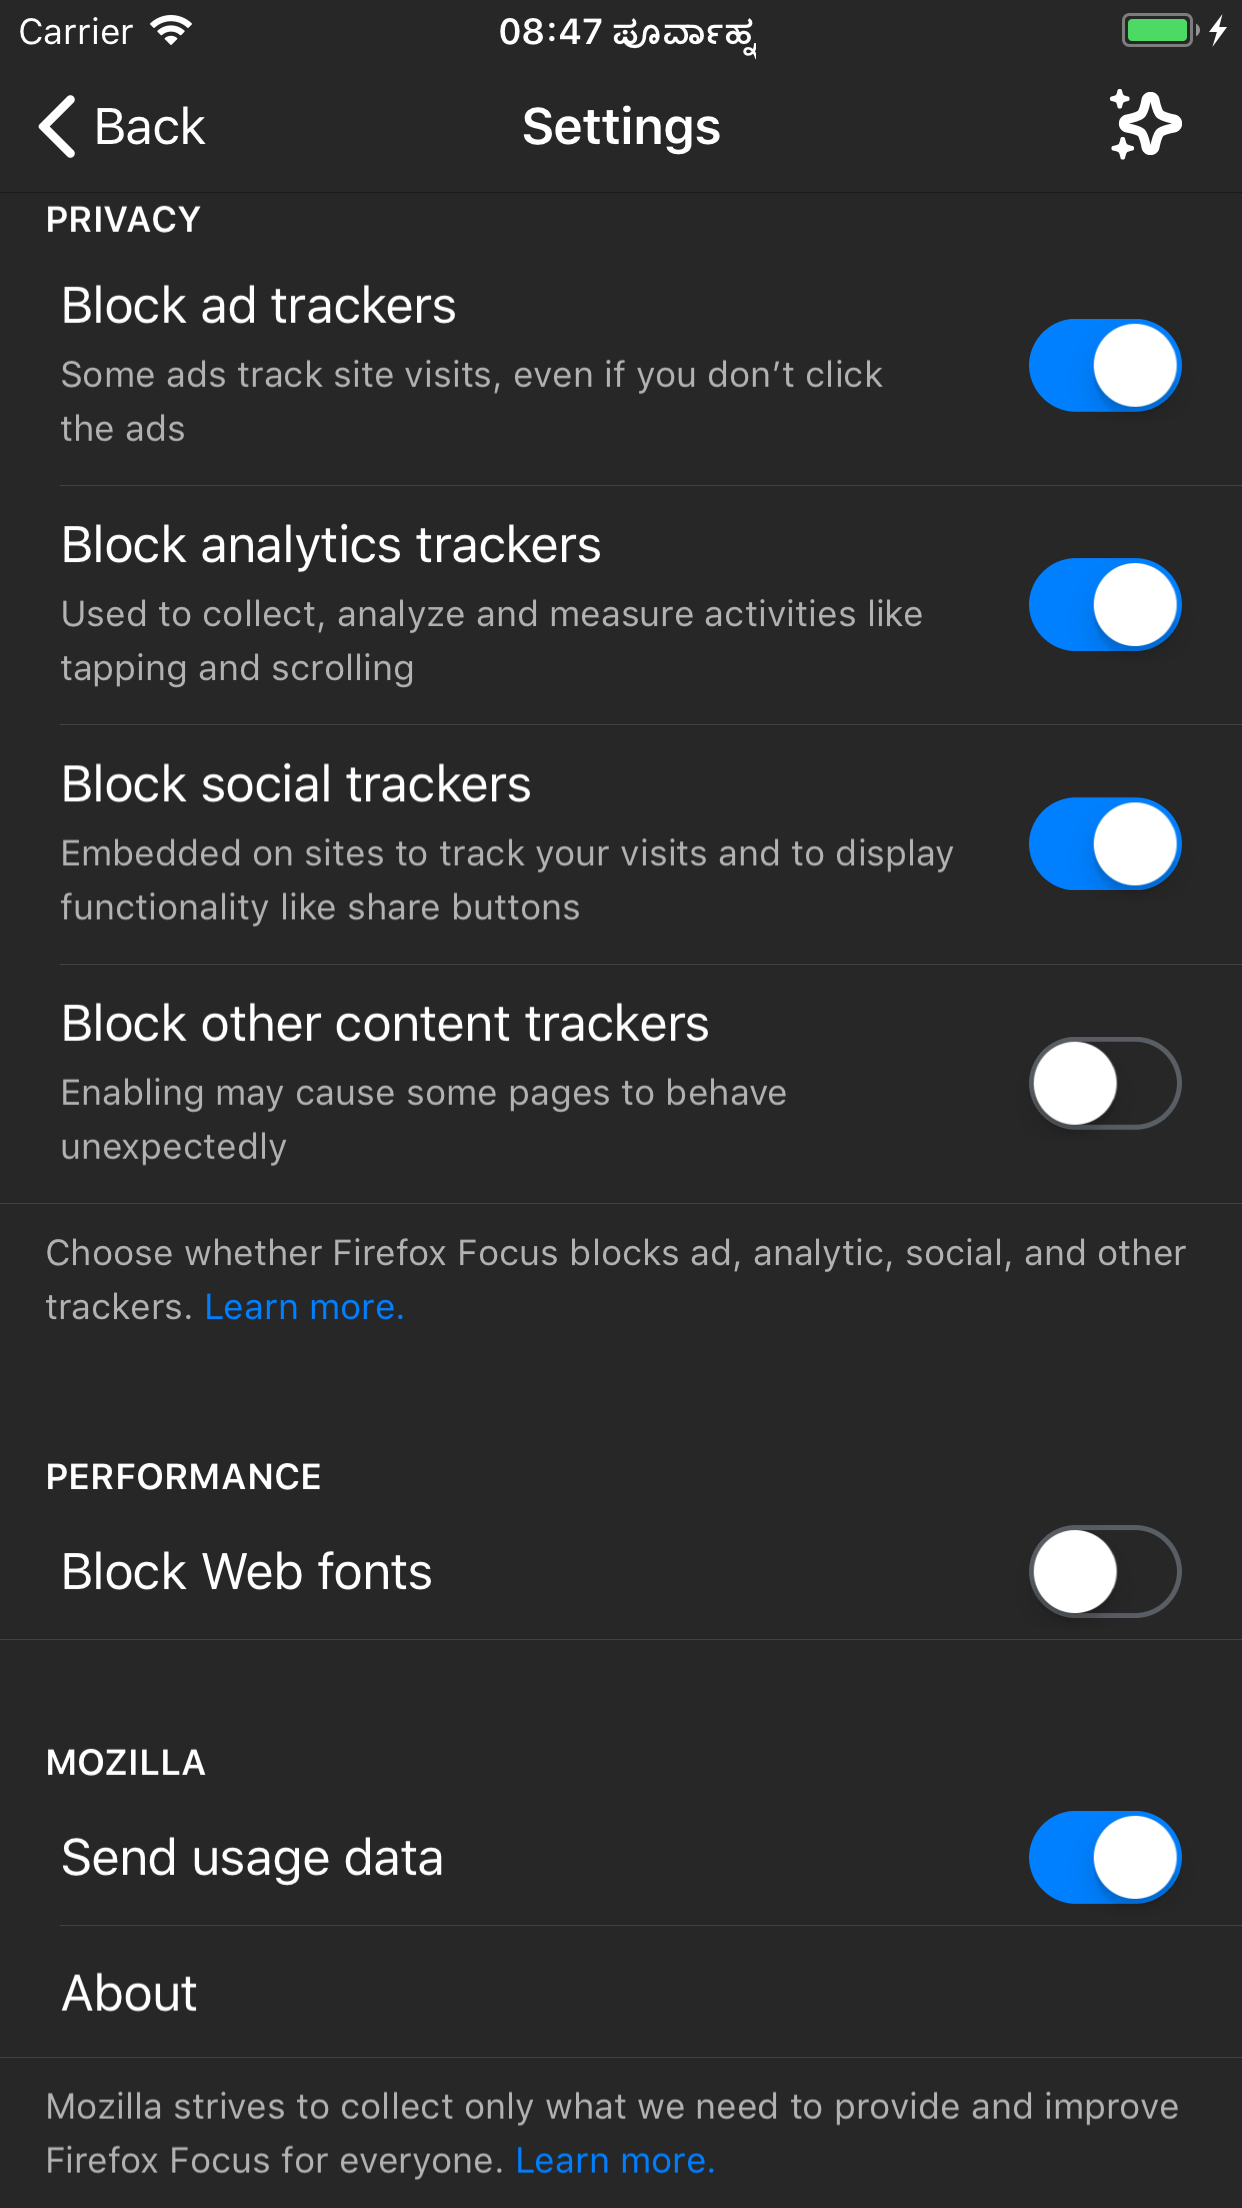 Carrier 08:47 ಪೂರ್ವಾಹ್ನ
Back Settings
PRIVACY
Block ad trackers
Some ads track site visits, even if you don’t click
the ads
Block analytics trackers
Used to collect, analyze and measure activities like
tapping and scrolling
Block social trackers
Embedded on sites to track your visits and to display
functionality like share buttons
Block other content trackers
Enabling may cause some pages to behave
unexpectedly
Choose whether Firefox Focus blocks ad, analytic, social, and other
trackers. Learn more.
PERFORMANCE
Block Web fonts
MOZILLA
Send usage data
About
Mozilla strives to collect only what we need to provide and improve
Firefox Focus for everyone. Learn more.